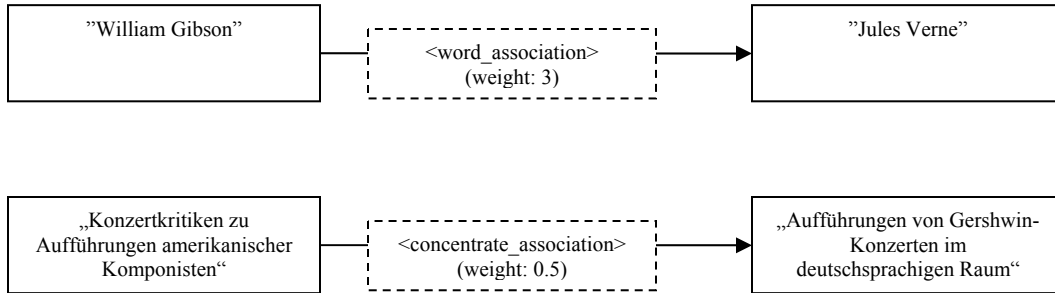 ”William Gibson”
<word_association>
(weight: 3)
”Jules Verne”
„Konzertkritiken zu
Aufführungen amerikanischer
Komponisten“
<concentrate_association>
(weight: 0.5)
„Aufführungen von Gershwin-
Konzerten im
deutschsprachigen Raum“